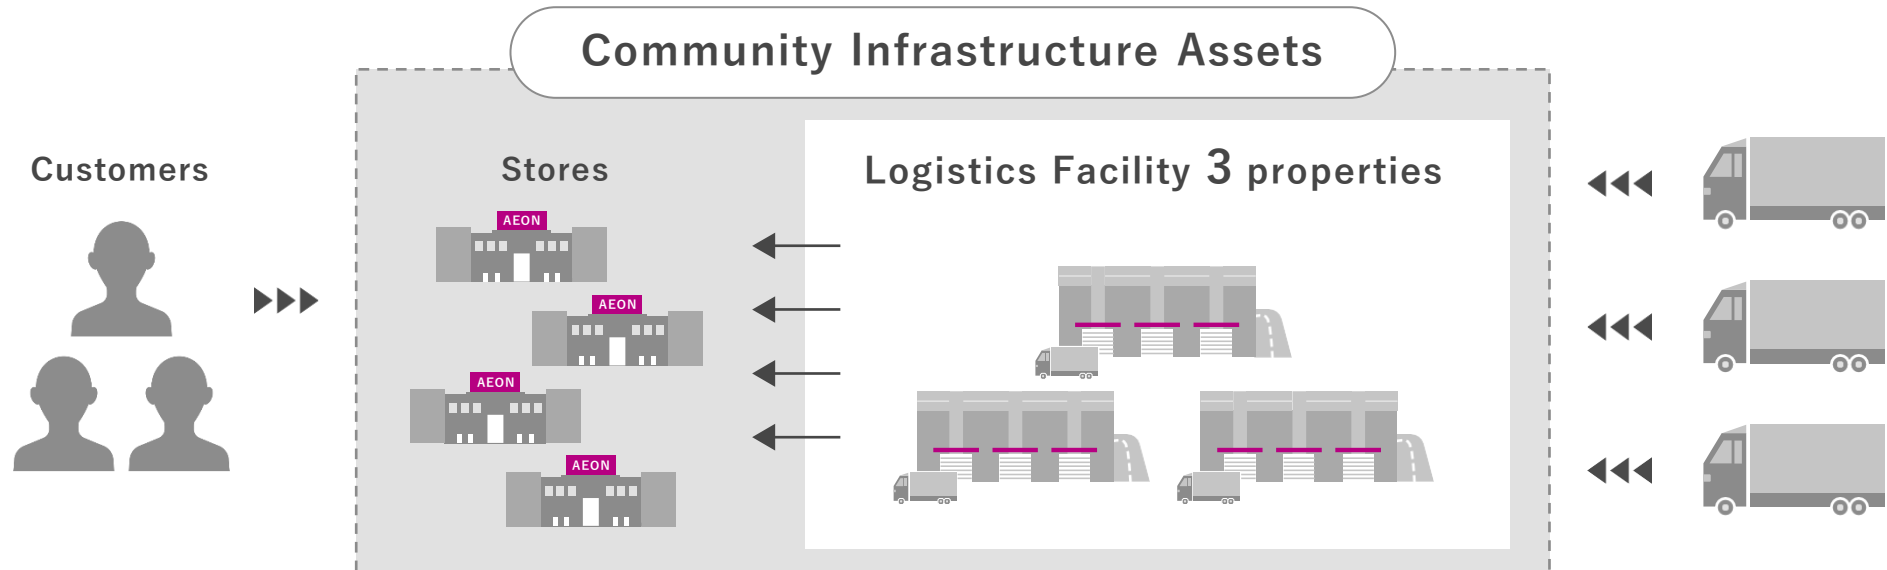 Community Infrastructure Assets
Customers
Stores
Logistics Facility 3 properties
AEON
AEON
AEON
AEON